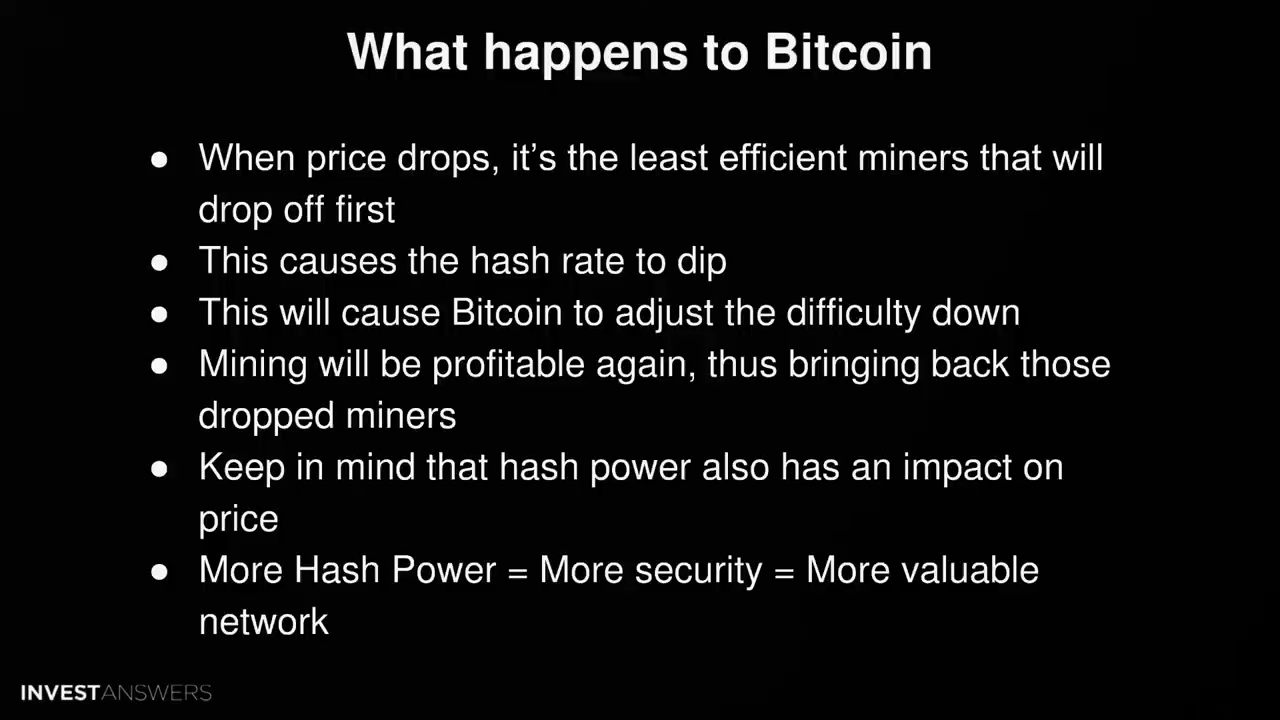 What happens to Bitcoin
● When price drops, it's the least efficient miners that will
drop off first
● This causes the hash rate to dip
● This will cause Bitcoin to adjust the difficulty down
● Mining will be profitable again, thus bringing back those
dropped miners
● Keep in mind that hash power also has an impact on
price
● More Hash Power = More security = More valuable
network
INVESTANSWERS